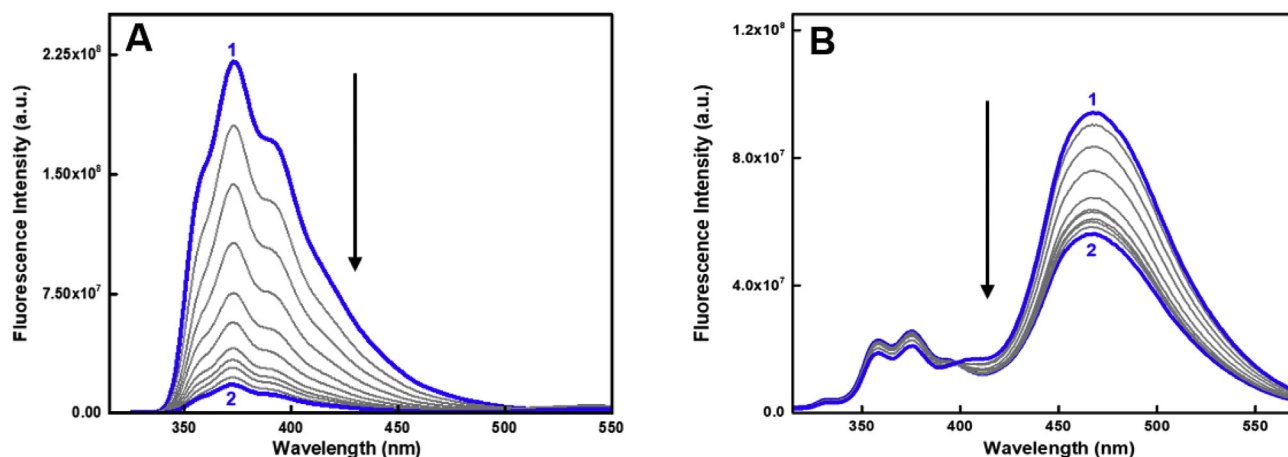 A
Fluorescence Intensity (a.u.)
2.25x10⁸
1.50x10⁸
7.50x10⁷
0.00
1
2
350
400
450
500
550
Wavelength (nm)
B
Fluorescence Intensity (a.u.)
1.2x10⁸
8.0x10⁷
4.0x10⁷
0.0
1
2
350
400
450
500
550
Wavelength (nm)